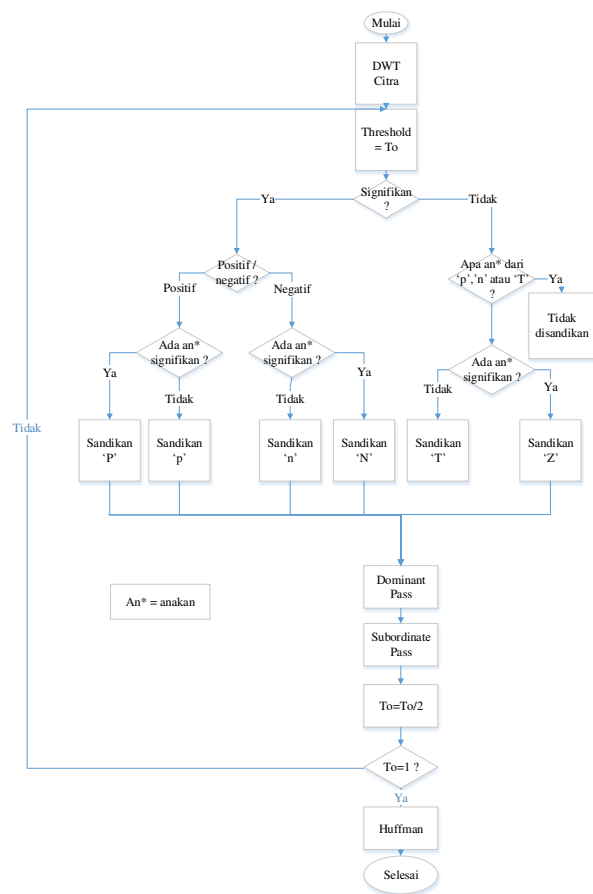 Mulai
DWT
Citra
Threshold
= To
Signifikan
?
Ya
Tidak
Positif /
negatif ?
Apa an* dari
‘p’,’n’ atau ‘T’
?
Ya
Positif
Negatif
Tidak
disandikan
Ada an*
signifikan ?
Ada an*
signifikan ?
Ada an*
signifikan ?
Ya
Tidak
Tidak
Ya
Tidak
Ya
Tidak
Sandikan
‘P’
Sandikan
‘p’
Sandikan
‘n’
Sandikan
‘N’
Sandikan
‘T’
Sandikan
‘Z’
An* = anakan
Dominant
Pass
Subordinate
Pass
To=To/2
To=1 ?
Ya
Huffman
Selesai